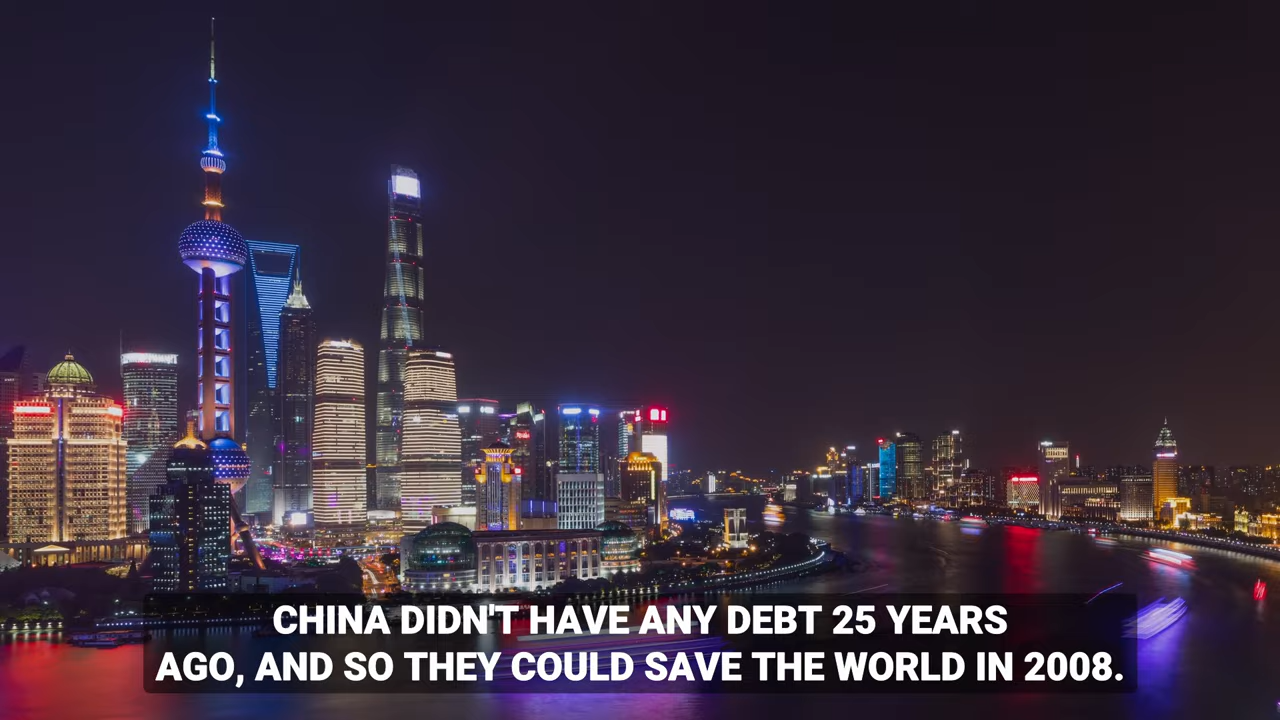 CHINA DIDN'T HAVE ANY DEBT 25 YEARS
AGO, AND SO THEY COULD SAVE THE WORLD IN 2008.